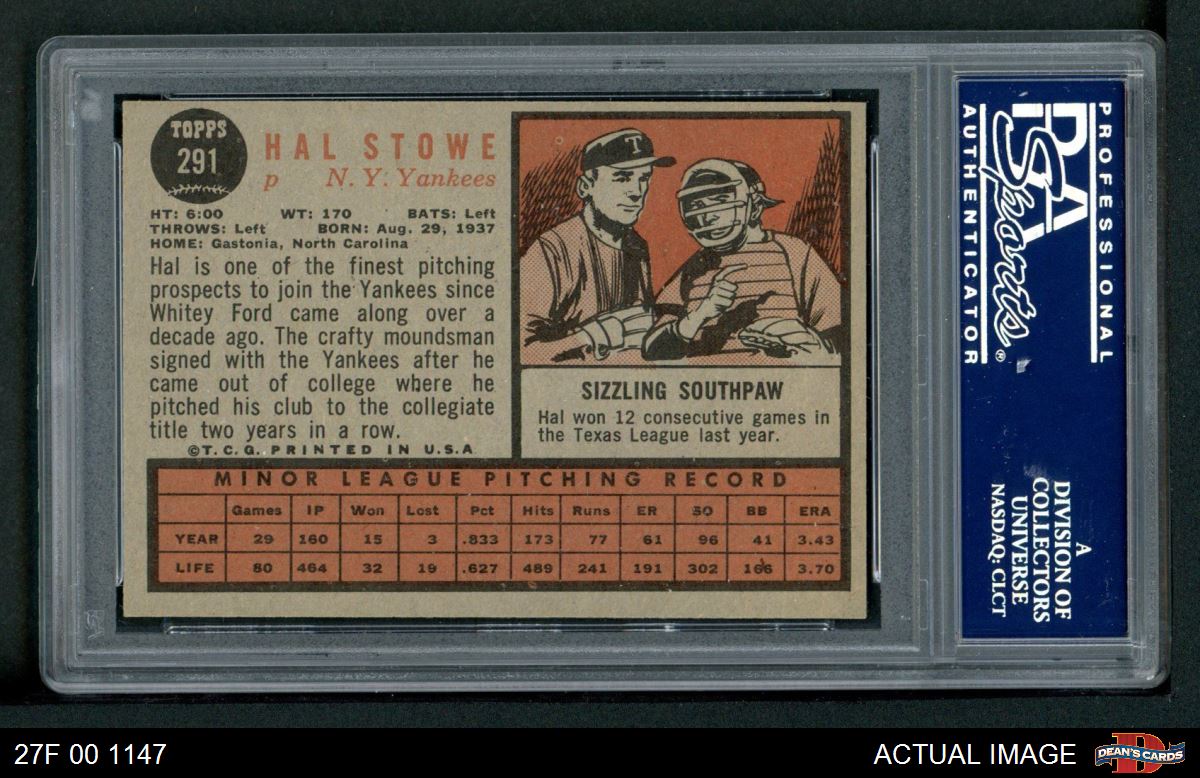 TOPPS
291
HAL STOWE
p N. Y. Yankees
HT: 6:00 WT: 170 BATS: Left
THROWS: Left BORN: Aug. 29, 1937
HOME: Gastonia, North Carolina
Hal is one of the finest pitching
prospects to join the Yankees since
Whitey Ford came along over a
decade ago. The crafty moundsman
signed with the Yankees after he
came out of college where he
pitched his club to the collegiate
title two years in a row.
©T.C.G. PRINTED IN U.S.A
T
SIZZLING SOUTHPAW
Hal won 12 consecutive games in
the Texas League last year.
MINOR LEAGUE PITCHING RECORD
Games IP Won Lost Pct Hits Runs ER SO BB ERA
YEAR 29 160 15 3 .833 173 77 61 96 41 3.43
LIFE 80 464 32 19 .627 489 241 191 302 166 3.70
PROFESSIONAL
PSA
Sports®
AUTHENTICATOR
A
DIVISION OF
COLLECTORS
UNIVERSE
NASDAQ: CLCT
27F 00 1147
ACTUAL IMAGE
DEAN'S CARDS